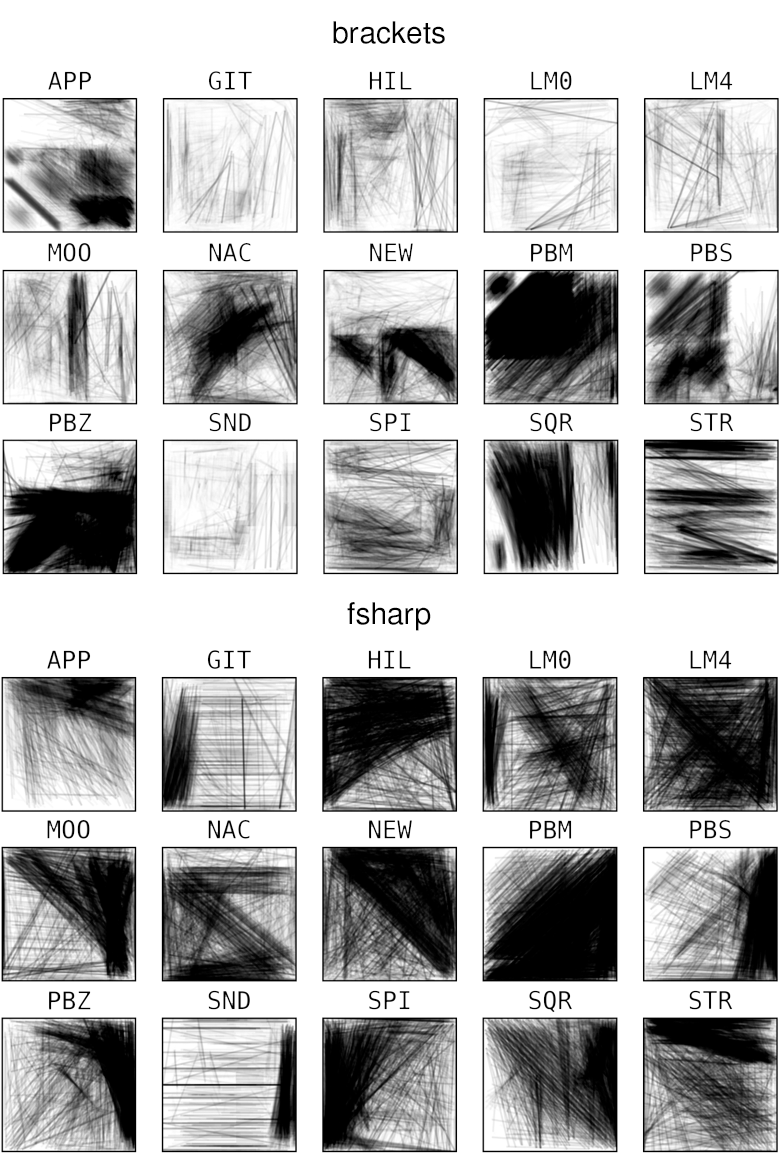 brackets
APP GIT HIL LM0 LM4
MOO NAC NEW PBM PBS
PBZ SND SPI SQR STR
fsharp
APP GIT HIL LM0 LM4
MOO NAC NEW PBM PBS
PBZ SND SPI SQR STR